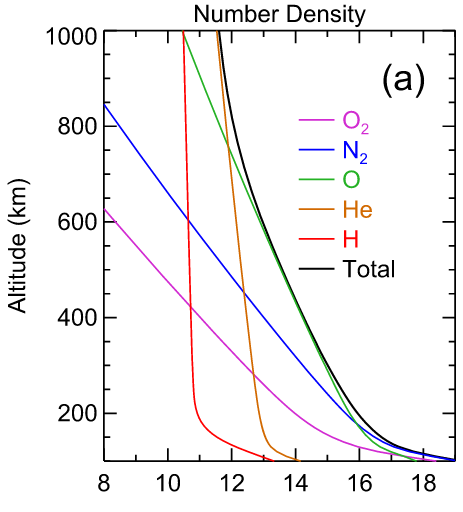 Number Density
(a)
1000
800
600
400
200
Altitude (km)
O₂
N₂
O
He
H
Total
8 10 12 14 16 18